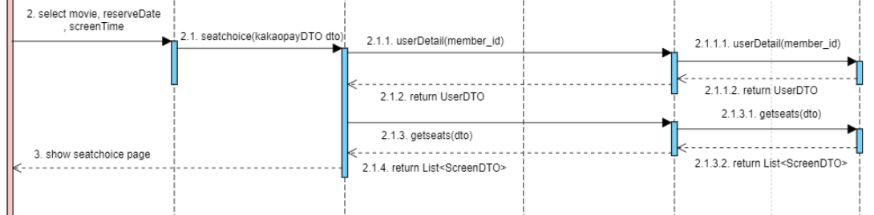 2. select movie, reserveDate
, screenTime
2.1. seatchoice(kakaopayDTO dto)
2.1.1. userDetail(member_id)
2.1.1.1. userDetail(member_id)
2.1.1.2. return UserDTO
2.1.2. return UserDTO
2.1.3.1. getseats(dto)
2.1.3. getseats(dto)
3. show seatchoice page
2.1.4. return List<ScreenDTO>
2.1.3.2. return List<ScreenDTO>